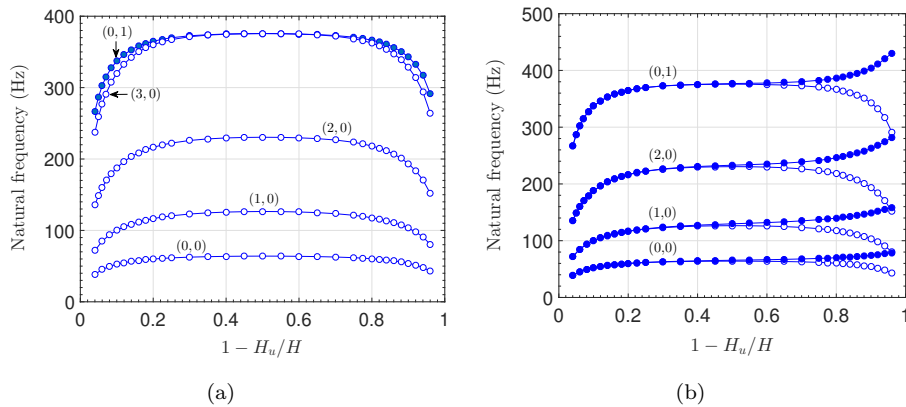 400
300
200
100
0
Natural frequency (Hz)
(0, 1)
(3, 0)
(2, 0)
(1, 0)
(0, 0)
0 0.2 0.4 0.6 0.8 1
1 − H_u/H
(a)
500
400
300
200
100
0
Natural frequency (Hz)
(0,1)
(2,0)
(1,0)
(0,0)
0 0.2 0.4 0.6 0.8 1
1 − H_u/H
(b)